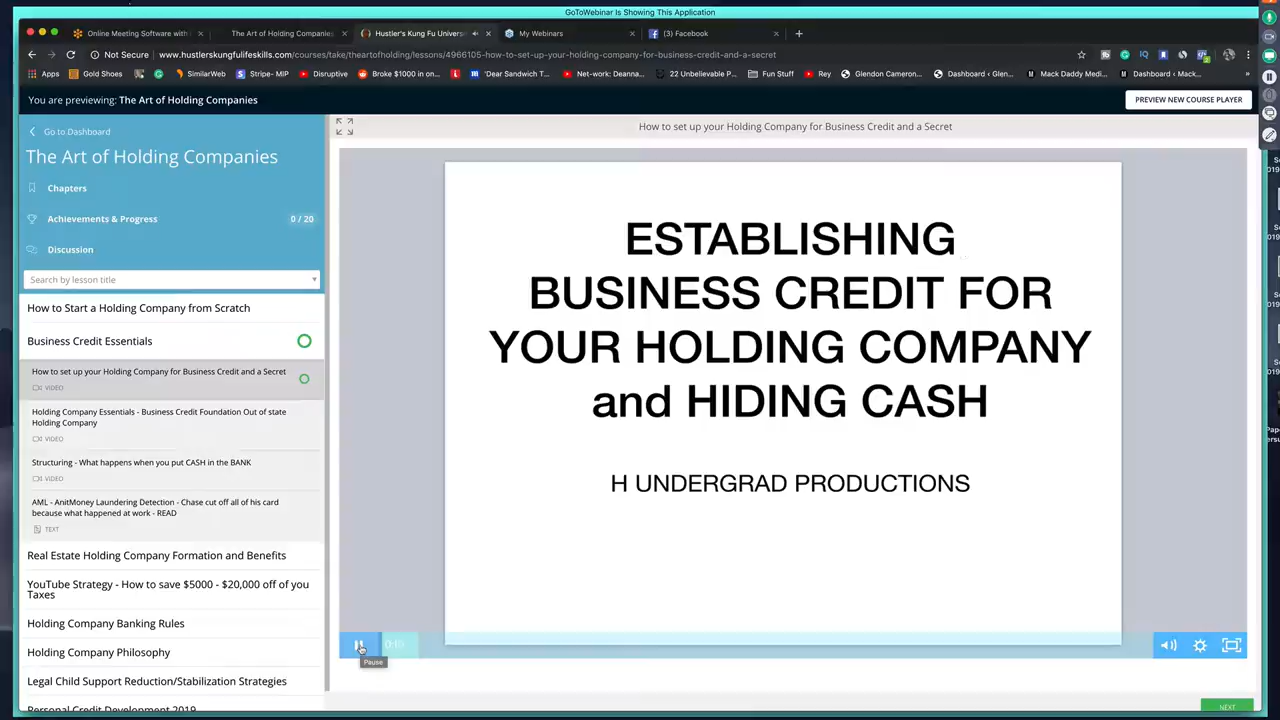 GoToWebinar Is Showing This Application
Online Meeting Software with
The Art of Holding Companies
Hustler's Kung Fu Univers
My Webinars
(3) Facebook
Not Secure
www.hustlerskungfulifeskills.com/courses/take/theartofholding/lessons/4966105-how-to-set-up-your-holding-company-for-business-credit-and-a-secret
Apps
Gold Shoes
SimilarWeb
Stripe- MIP
Disruptive
Broke $1000 in on...
'Dear Sandwich T...
Net-work: Deanna...
22 Unbelievable P...
Fun Stuff
Rey
Glendon Cameron...
Dashboard ‹ Glen...
Mack Daddy Medi...
Dashboard ‹ Mack...
You are previewing: The Art of Holding Companies
PREVIEW NEW COURSE PLAYER
Go to Dashboard
The Art of Holding Companies
Chapters
Achievements & Progress
0 / 20
Discussion
Search by lesson title
How to Start a Holding Company from Scratch
Business Credit Essentials
How to set up your Holding Company for Business Credit and a Secret
VIDEO
Holding Company Essentials - Business Credit Foundation Out of state
Holding Company
VIDEO
Structuring - What happens when you put CASH in the BANK
VIDEO
AML - AnitMoney Laundering Detection - Chase cut off all of his card
because what happened at work - READ
TEXT
Real Estate Holding Company Formation and Benefits
YouTube Strategy - How to save $5000 - $20,000 off of you
Taxes
Holding Company Banking Rules
Holding Company Philosophy
Legal Child Support Reduction/Stabilization Strategies
Personal Credit Development 2019
How to set up your Holding Company for Business Credit and a Secret
ESTABLISHING
BUSINESS CREDIT FOR
YOUR HOLDING COMPANY
and HIDING CASH
H UNDERGRAD PRODUCTIONS
Pause
NEXT